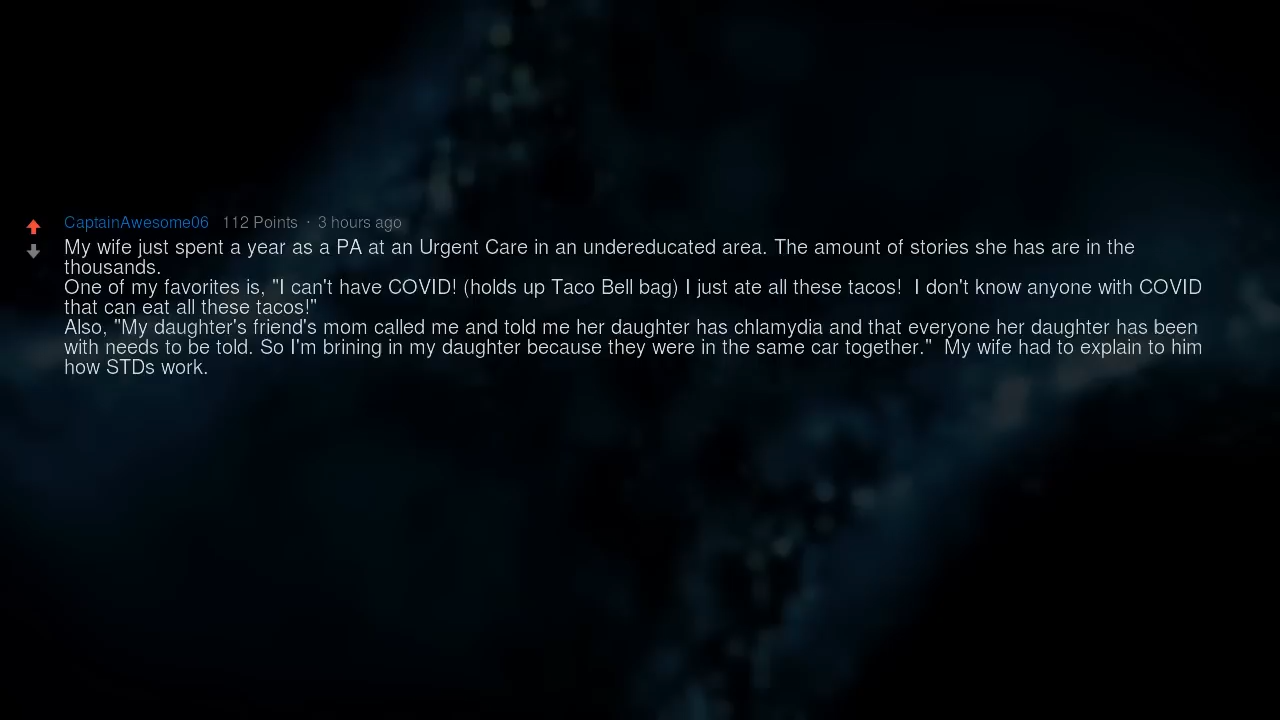 CaptainAwesome06 112 Points · 3 hours ago
My wife just spent a year as a PA at an Urgent Care in an undereducated area. The amount of stories she has are in the
thousands.
One of my favorites is, "I can't have COVID! (holds up Taco Bell bag) I just ate all these tacos!  I don't know anyone with COVID
that can eat all these tacos!"
Also, "My daughter's friend's mom called me and told me her daughter has chlamydia and that everyone her daughter has been
with needs to be told. So I'm brining in my daughter because they were in the same car together."  My wife had to explain to him
how STDs work.